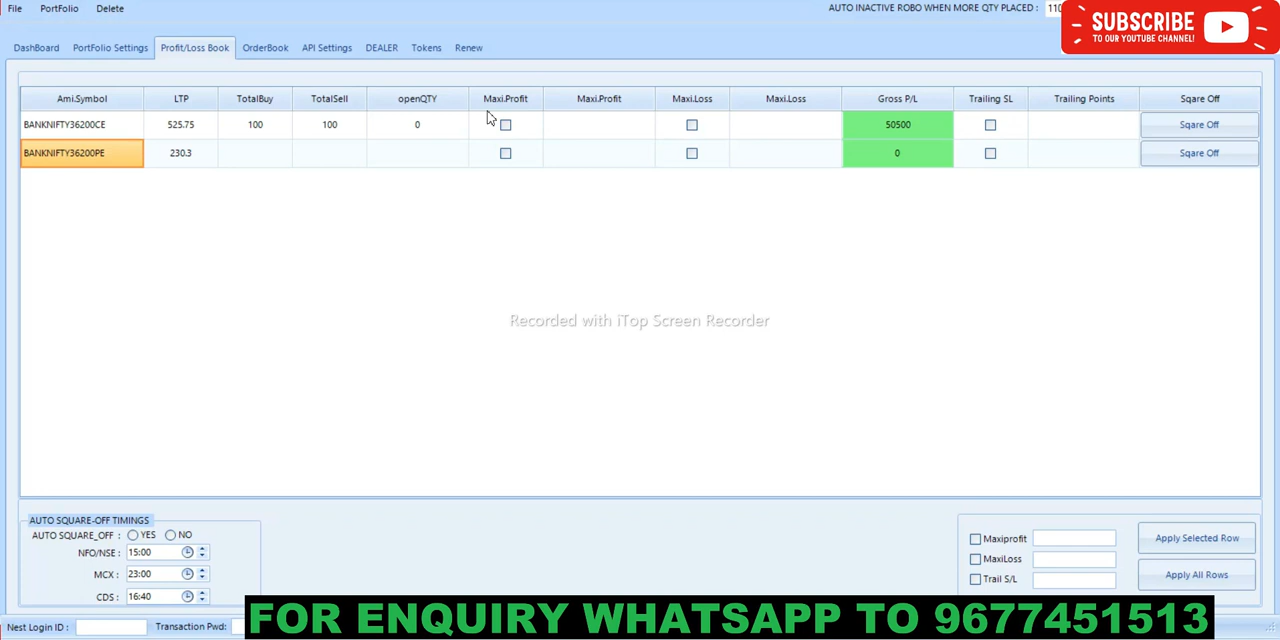 File PortFolio Delete
AUTO INACTIVE ROBO WHEN MORE QTY PLACED :
SUBSCRIBE
TO OUR YOUTUBE CHANNEL!
DashBoard PortFolio Settings Profit/Loss Book OrderBook API Settings DEALER Tokens Renew
Ami.Symbol LTP TotalBuy TotalSell openQTY Maxi.Profit Maxi.Profit Maxi.Loss Maxi.Loss Gross P/L Trailing SL Trailing Points Sqare Off
BANKNIFTY36200CE 525.75 100 100 0 50500 Sqare Off
BANKNIFTY36200PE 230.3 0 Sqare Off
Recorded with iTop Screen Recorder
AUTO SQUARE-OFF TIMINGS
AUTO SQUARE_OFF : YES NO
NFO/NSE : 15:00
MCX : 23:00
CDS : 16:40
Maxiprofit
MaxiLoss
Trail S/L
Apply Selected Row
Apply All Rows
Nest Login ID : Transaction Pwd:
FOR ENQUIRY WHATSAPP TO 9677451513